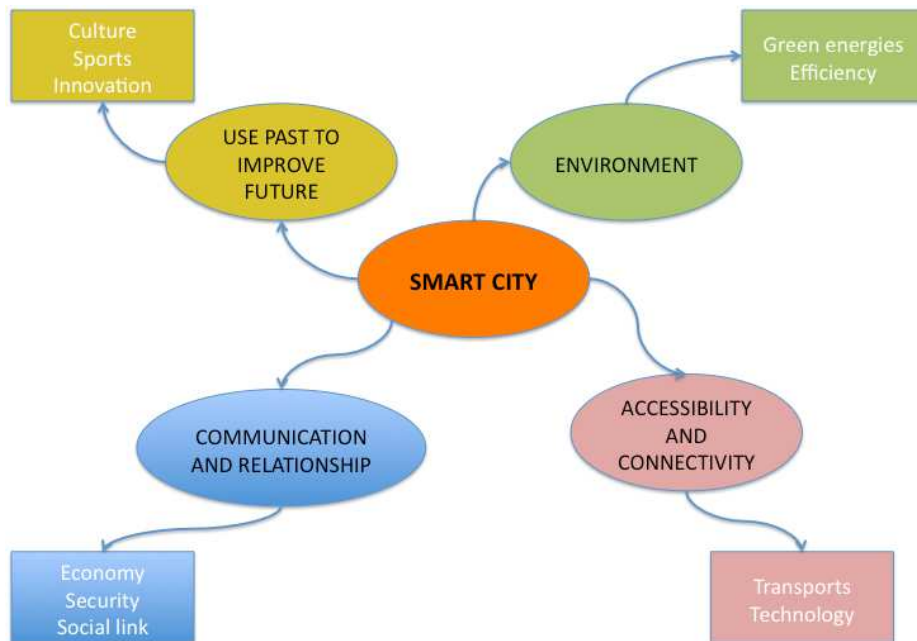 Culture
Sports
Innovation
Green energies
Efficiency
USE PAST TO
IMPROVE
FUTURE
ENVIRONMENT
SMART CITY
COMMUNICATION
AND RELATIONSHIP
ACCESSIBILITY
AND
CONNECTIVITY
Economy
Security
Social link
Transports
Technology